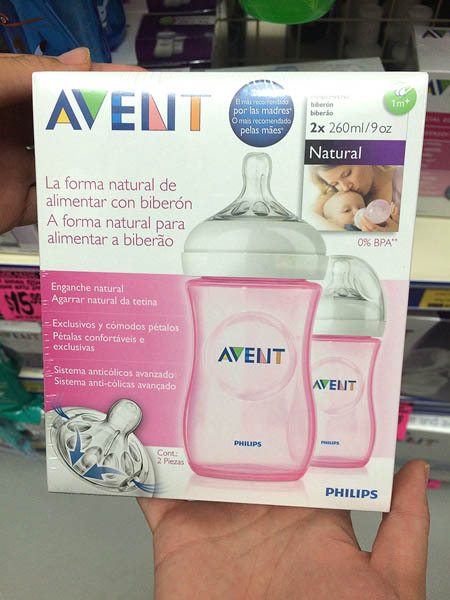 AVENT
El más recomendado
por las madres*
O mais recomendado
pelas mães*
biberón
biberão
2x 260ml/9oz
1m+
Natural
La forma natural de
alimentar con biberón
A forma natural para
alimentar a biberão
0% BPA**
Enganche natural
Agarrar natural da tetina
Exclusivos y cómodos pétalos
Pétalas confortáveis e
exclusivas
Sistema anticólicos avanzado
Sistema anti-cólicas avançado
Cont.:
2 Piezas
AVENT
PHILIPS
AVENT
PHILIPS
PHILIPS